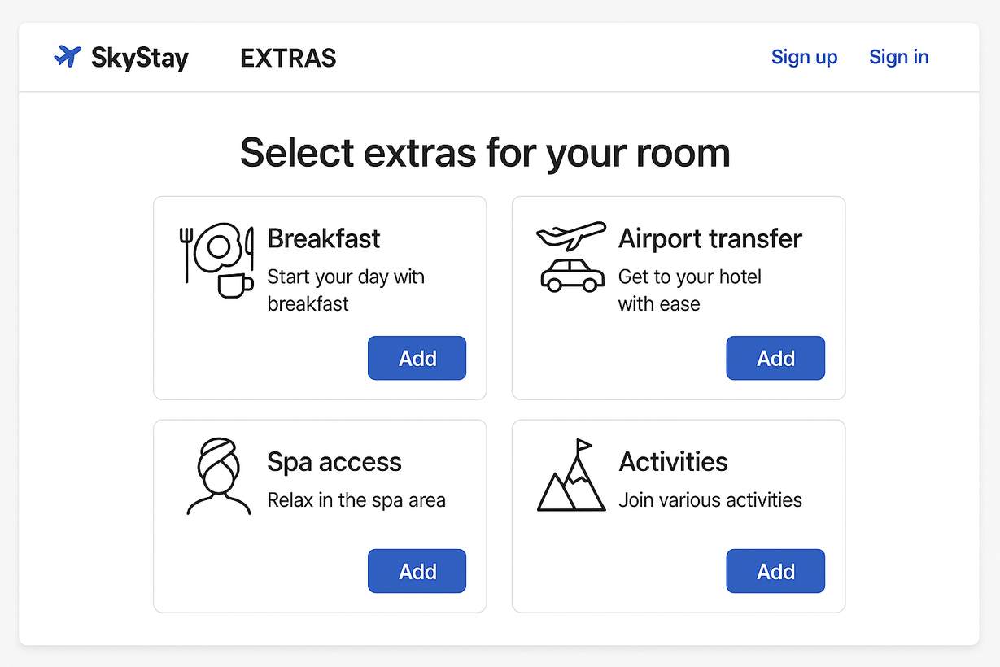 SkyStay EXTRAS Sign up Sign in
Select extras for your room
Breakfast
Start your day with
breakfast
Add
Airport transfer
Get to your hotel
with ease
Add
Spa access
Relax in the spa area
Add
Activities
Join various activities
Add